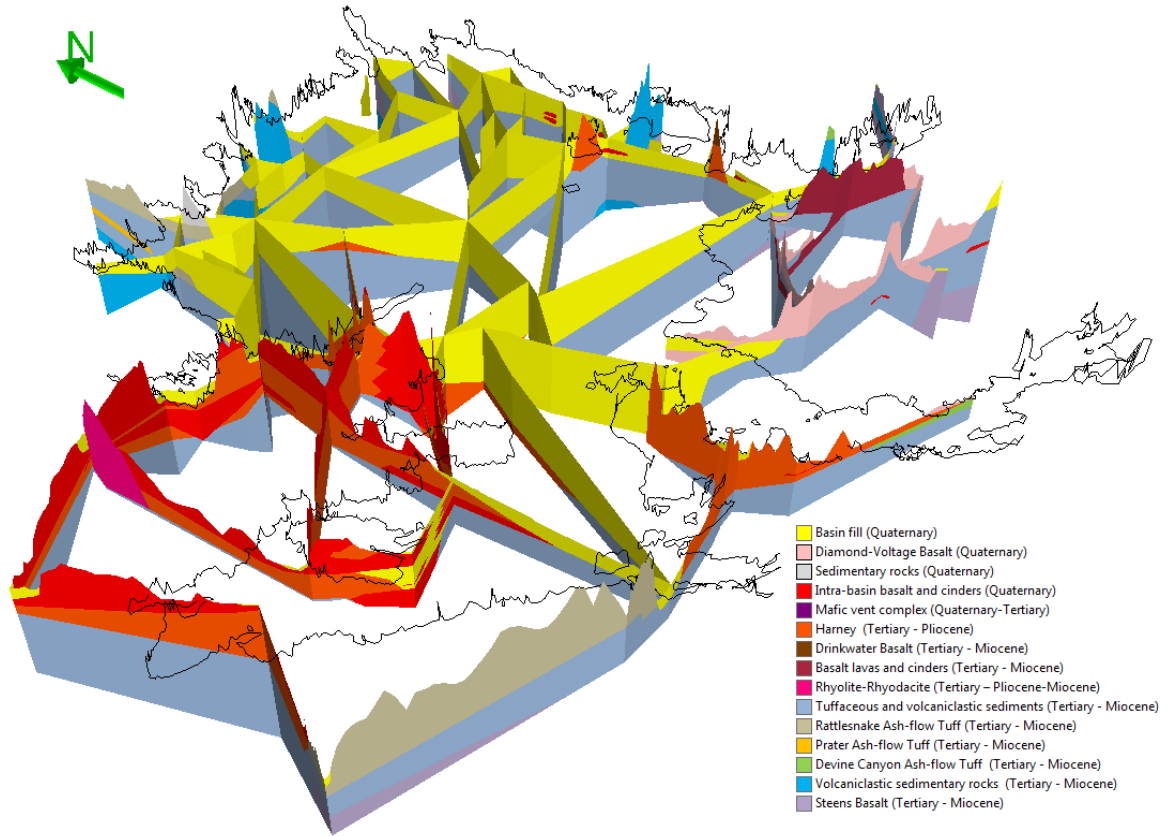 N
Basin fill (Quaternary)
Diamond-Voltage Basalt (Quaternary)
Sedimentary rocks (Quaternary)
Intra-basin basalt and cinders (Quaternary)
Mafic vent complex (Quaternary-Tertiary)
Harney (Tertiary - Pliocene)
Drinkwater Basalt (Tertiary - Miocene)
Basalt lavas and cinders (Tertiary - Miocene)
Rhyolite-Rhyodacite (Tertiary – Pliocene-Miocene)
Tuffaceous and volcaniclastic sediments (Tertiary - Miocene)
Rattlesnake Ash-flow Tuff (Tertiary - Miocene)
Prater Ash-flow Tuff (Tertiary - Miocene)
Devine Canyon Ash-flow Tuff (Tertiary - Miocene)
Volcaniclastic sedimentary rocks (Tertiary - Miocene)
Steens Basalt (Tertiary - Miocene)